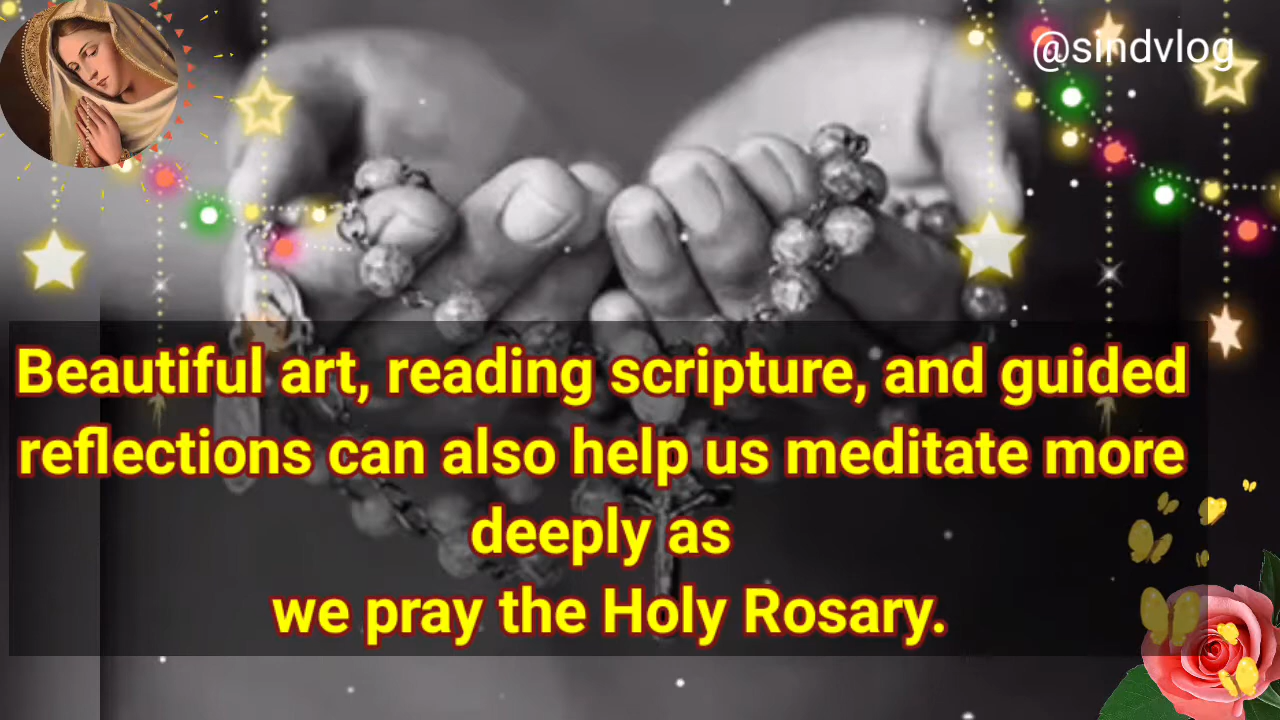 @sindvlog
Beautiful art, reading scripture, and guided
reflections can also help us meditate more
deeply as
we pray the Holy Rosary.